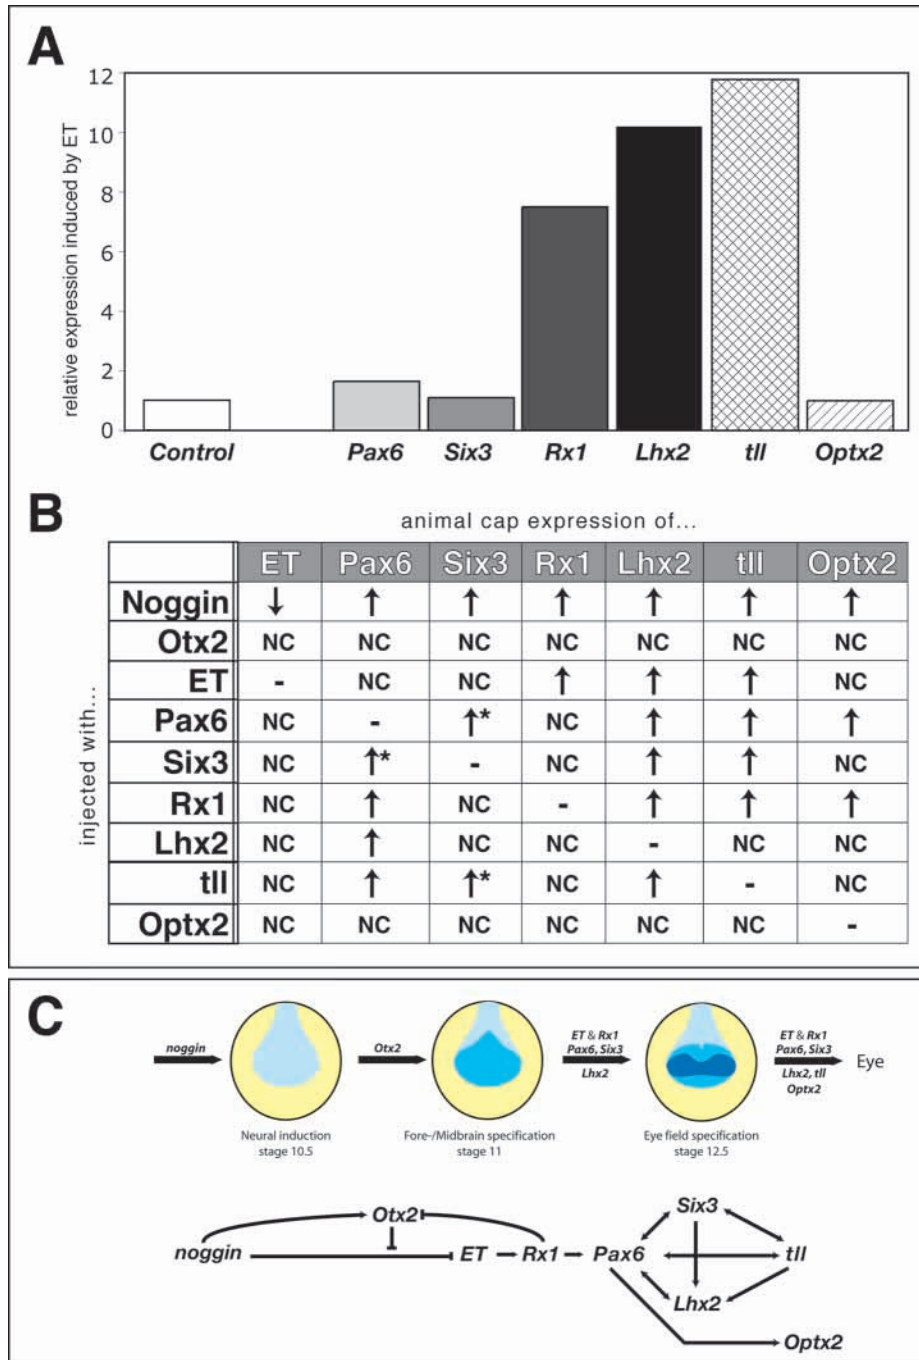 A
relative expression induced by ET
12
10
8
6
4
2
0
Control Pax6 Six3 Rx1 Lhx2 tll Optx2
B
animal cap expression of...
injected with...
ET Pax6 Six3 Rx1 Lhx2 tll Optx2
Noggin ↓ ↑ ↑ ↑ ↑ ↑ ↑
Otx2 NC NC NC NC NC NC NC
ET - NC NC ↑ ↑ ↑ NC
Pax6 NC - ↑* NC ↑ ↑ ↑
Six3 NC ↑* - NC ↑ ↑ NC
Rx1 NC ↑ NC - ↑ ↑ ↑
Lhx2 NC ↑ NC NC - NC NC
tll NC ↑ ↑* NC ↑ - NC
Optx2 NC NC NC NC NC NC -
C
noggin
Otx2
ET & Rx1
Pax6, Six3
Lhx2
ET & Rx1
Pax6, Six3
Lhx2, tll
Optx2
Eye
Neural induction
stage 10.5
Fore-/Midbrain specification
stage 11
Eye field specification
stage 12.5
Otx2
Six3
noggin ET Rx1 Pax6 tll
Lhx2
Optx2